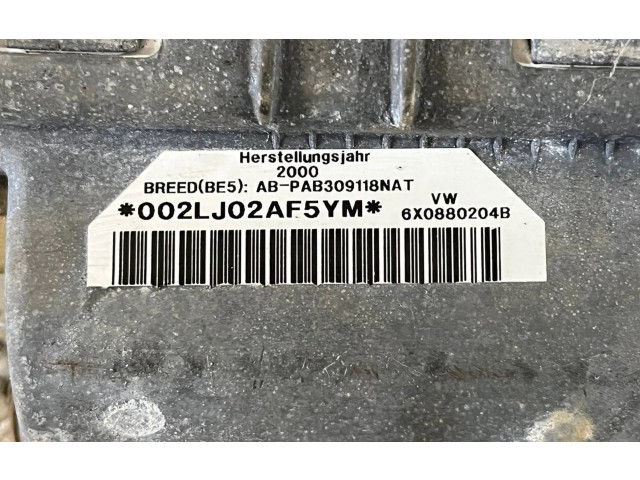 Herstellungsjahr
2000
BREED(BE5): AB-PAB309118NAT
*002LJ02AF5YM*
VW
6X0880204B